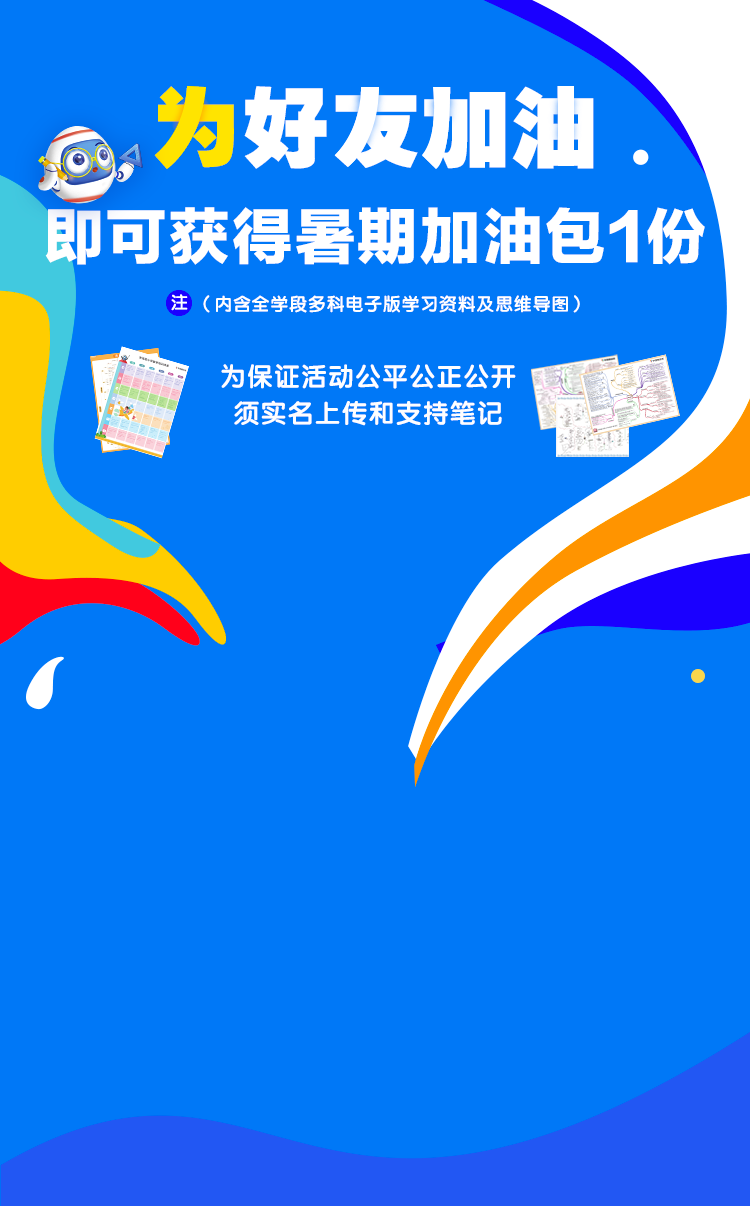 为好友加油.
即可获得暑期加油包1份
注（内含全学段多科电子版学习资料及思维导图）
为保证活动公平公正公开
须实名上传和支持笔记